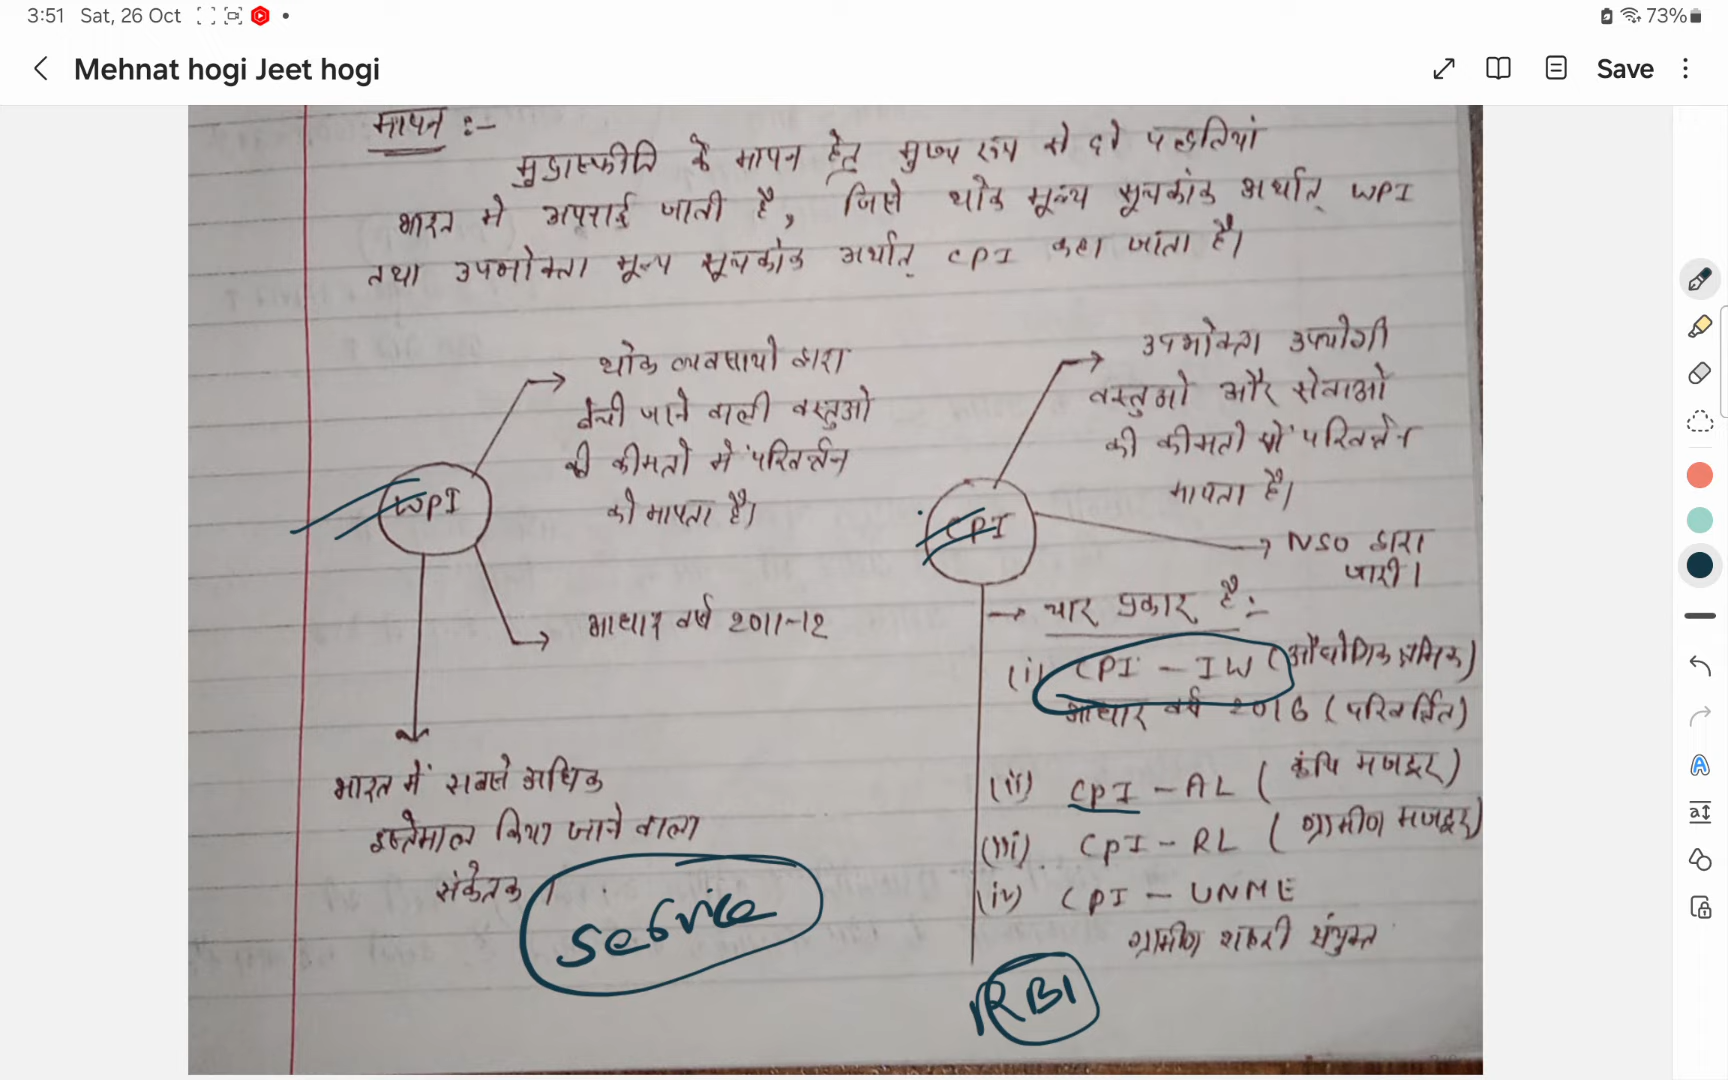 3:51 Sat, 26 Oct
73%
Mehnat hogi Jeet hogi
Save
मापन :-
मुद्रास्फीति के मापन हेतु मुख्य रूप से दो पद्धतियां
भारत मे अपनाई जाती है, जिसे थोक मूल्य सूचकांक अर्थात् WPI
तथा उपभोक्ता मूल्य सूचकांक अर्थात् CPI कहा जाता है।
थोक व्यवसायो द्वारा
बेची जाने वाली वस्तुओ
की कीमतो मे परिवर्त्तन
को मापता है।
WPI
आधार वर्ष 2011-12
भारत में सबसे अधिक
इस्तेमाल किया जाने वाला
संकेतक।
Service
उपभोक्ता उपयोगी
वस्तुओ और सेवाओ
की कीमतो में परिवर्त्तन
मापता है।
CPI
NSO द्वारा
जारी।
→ चार प्रकार है :-
(i) CPI - IW (औधोगिक श्रमिक)
आधार वर्ष 2016 (परिवर्त्तित)
(ii) CPI - AL (कृषि मजदूर)
(iii) CPI - RL (ग्रामीण मजदूर)
(iv) CPI - UNME
ग्रामीण शहरी संयुक्त
RBI